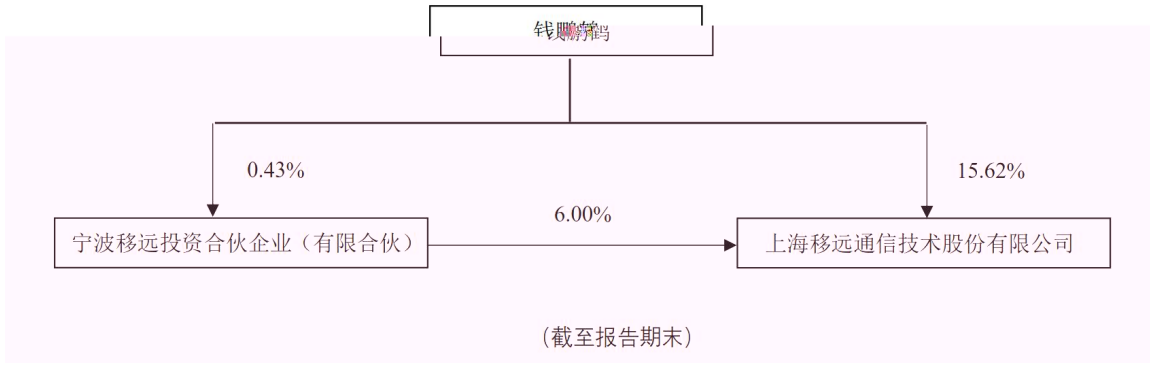 钱鹏鹤
0.43%
15.62%
6.00%
宁波移远投资合伙企业（有限合伙）
上海移远通信技术股份有限公司
（截至报告期末）